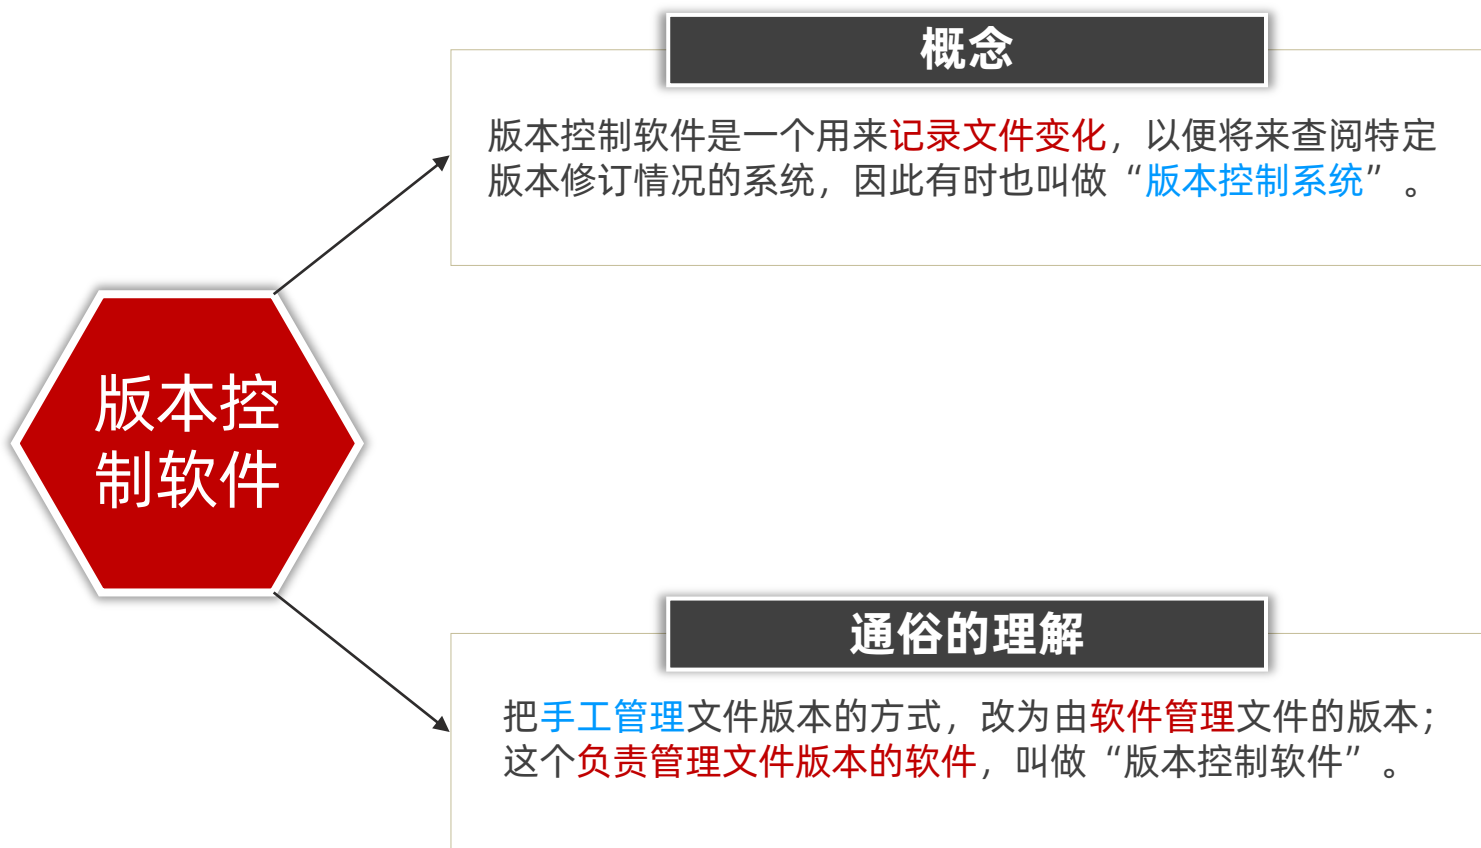 概念
版本控制软件是一个用来记录文件变化，以便将来查阅特定
版本修订情况的系统，因此有时也叫做“版本控制系统”。
版本控
制软件
通俗的理解
把手工管理文件版本的方式，改为由软件管理文件的版本；
这个负责管理文件版本的软件，叫做“版本控制软件”。